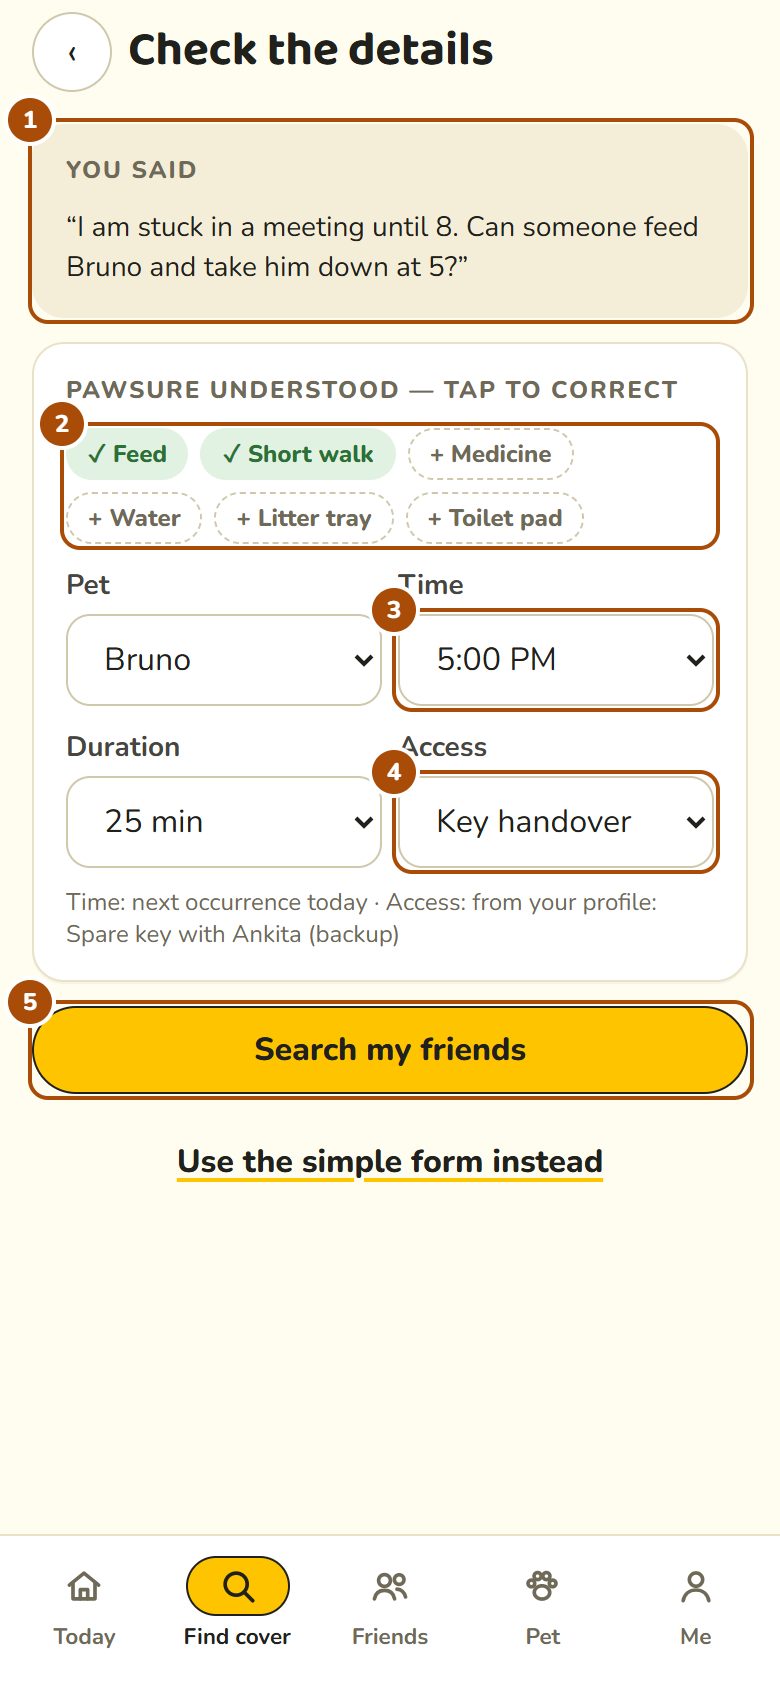 ‹ Check the details
1
YOU SAID
“I am stuck in a meeting until 8. Can someone feed
Bruno and take him down at 5?”
PAWSURE UNDERSTOOD — TAP TO CORRECT
2
✓ Feed ✓ Short walk + Medicine
+ Water + Litter tray + Toilet pad
Pet Time
3
Bruno 5:00 PM
Duration Access
4
25 min Key handover
Time: next occurrence today · Access: from your profile:
Spare key with Ankita (backup)
5
Search my friends
Use the simple form instead
Today Find cover Friends Pet Me